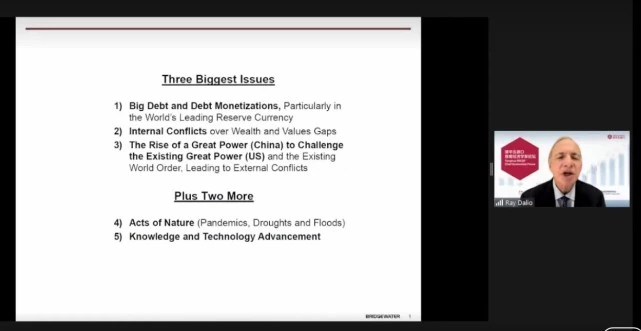 Three Biggest Issues
1) Big Debt and Debt Monetizations, Particularly in
the World's Leading Reserve Currency
2) Internal Conflicts over Wealth and Values Gaps
3) The Rise of a Great Power (China) to Challenge
the Existing Great Power (US) and the Existing
World Order, Leading to External Conflicts
Plus Two More
4) Acts of Nature (Pandemics, Droughts and Floods)
5) Knowledge and Technology Advancement
BRIDGEWATER
Ray Dalio